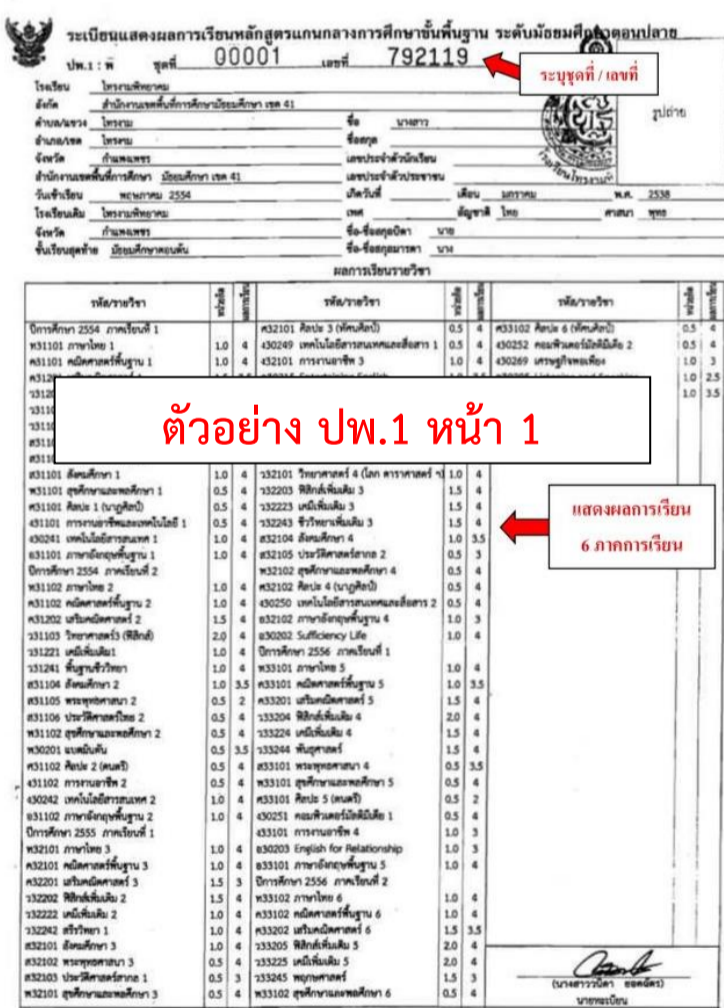 ระเบียนแสดงผลการเรียนหลักสูตรแกนกลางการศึกษาขั้นพื้นฐาน ระดับมัธยมศึกษาตอนปลาย
ปพ.1 : พ ชุดที่ 00001 เลขที่ 792119
ระบุชุดที่ / เลขที่
โรงเรียน ไทรงามพิทยาคม
สังกัด สำนักงานเขตพื้นที่การศึกษามัธยมศึกษา เขต 41
รูปถ่าย
ตำบล/แขวง ไทรงาม ชื่อ นางสาว
อำเภอ/เขต ไทรงาม ชื่อสกุล
จังหวัด กำแพงเพชร เลขประจำตัวนักเรียน
สำนักงานเขตพื้นที่การศึกษา มัธยมศึกษา เขต 41 เลขประจำตัวประชาชน
วันเข้าเรียน พฤษภาคม 2554 เกิดวันที่ เดือน มกราคม พ.ศ. 2538
โรงเรียนเดิม ไทรงามพิทยาคม เพศ สัญชาติ ไทย ศาสนา พุทธ
จังหวัด กำแพงเพชร ชื่อ-ชื่อสกุลบิดา นาย
ชั้นเรียนสุดท้าย มัธยมศึกษาตอนต้น ชื่อ-ชื่อสกุลมารดา นาง
ผลการเรียนรายวิชา
รหัส/รายวิชา หน่วยกิต ผลการเรียน รหัส/รายวิชา หน่วยกิต ผลการเรียน รหัส/รายวิชา หน่วยกิต ผลการเรียน
ปีการศึกษา 2554 ภาคเรียนที่ 1 ศ32101 ศิลปะ 3 (ทัศนศิลป์) 0.5 4 ศ33102 ศิลปะ 6 (ทัศนศิลป์) 0.5 4
ท31101 ภาษาไทย 1 1.0 4 ง30249 เทคโนโลยีสารสนเทศและสื่อสาร 1 0.5 4 ง30252 คอมพิวเตอร์มัลติมีเดีย 2 0.5 4
ค31101 คณิตศาสตร์พื้นฐาน 1 1.0 4 ง32101 การงานอาชีพ 3 1.0 4 ง30269 เศรษฐกิจพอเพียง 1.0 3
1.0 2.5
1.0 3.5
ตัวอย่าง ปพ.1 หน้า 1
ส31101 สังคมศึกษา 1 1.0 4 ว32101 วิทยาศาสตร์ 4 (โลก ดาราศาสตร์ ฯ) 1.0 4
พ31101 สุขศึกษาและพลศึกษา 1 0.5 4 ว32203 ฟิสิกส์เพิ่มเติม 3 1.5 4
ศ31101 ศิลปะ 1 (นาฏศิลป์) 0.5 4 ว32223 เคมีเพิ่มเติม 3 1.5 4
ง31101 การงานอาชีพและเทคโนโลยี 1 0.5 4 ว32243 ชีววิทยาเพิ่มเติม 3 1.5 4
ง30241 เทคโนโลยีสารสนเทศ 1 1.0 4 ส32104 สังคมศึกษา 4 1.0 3.5
อ31101 ภาษาอังกฤษพื้นฐาน 1 1.0 4 ส32105 ประวัติศาสตร์สากล 2 0.5 3
แสดงผลการเรียน
6 ภาคการเรียน
ปีการศึกษา 2554 ภาคเรียนที่ 2 พ32102 สุขศึกษาและพลศึกษา 4 0.5 4
ท31102 ภาษาไทย 2 1.0 4 ศ32102 ศิลปะ 4 (นาฏศิลป์) 0.5 4
ค31102 คณิตศาสตร์พื้นฐาน 2 1.0 4 ง30250 เทคโนโลยีสารสนเทศและสื่อสาร 2 0.5 4
ค31202 เสริมคณิตศาสตร์ 2 1.5 4 อ32102 ภาษาอังกฤษพื้นฐาน 4 1.0 3
ว31103 วิทยาศาสตร์3 (ฟิสิกส์) 2.0 4 อ30202 Sufficiency Life 1.0 4
ว31221 เคมีเพิ่มเติม1 1.0 4 ปีการศึกษา 2556 ภาคเรียนที่ 1
ว31241 พื้นฐานชีววิทยา 1.0 4 ท33101 ภาษาไทย 5 1.0 4
ส31104 สังคมศึกษา 2 1.0 3.5 ค33101 คณิตศาสตร์พื้นฐาน 5 1.0 3.5
ส31105 พระพุทธศาสนา 2 0.5 2 ค33201 เสริมคณิตศาสตร์ 5 1.5 4
ส31106 ประวัติศาสตร์ไทย 2 0.5 4 ว33204 ฟิสิกส์เพิ่มเติม 4 2.0 4
พ31102 สุขศึกษาและพลศึกษา 2 0.5 4 ว33224 เคมีเพิ่มเติม 4 1.5 4
พ30201 แบดมินตัน 0.5 3.5 ว33244 พันธุศาสตร์ 1.5 4
ศ31102 ศิลปะ 2 (ดนตรี) 0.5 4 ส33101 พระพุทธศาสนา 4 0.5 3.5
ง31102 การงานอาชีพ 2 0.5 4 พ33101 สุขศึกษาและพลศึกษา 5 0.5 4
ง30242 เทคโนโลยีสารสนเทศ 2 1.0 4 ศ33101 ศิลปะ 5 (ดนตรี) 0.5 2
อ31102 ภาษาอังกฤษพื้นฐาน 2 1.0 4 ง30251 คอมพิวเตอร์มัลติมีเดีย 1 0.5 4
ปีการศึกษา 2555 ภาคเรียนที่ 1 ง33101 การงานอาชีพ 4 1.0 3
ท32101 ภาษาไทย 3 1.0 4 อ30203 English for Relationship 1.0 3
ค32101 คณิตศาสตร์พื้นฐาน 3 1.0 4 อ33101 ภาษาอังกฤษพื้นฐาน 5 1.0 4
ค32201 เสริมคณิตศาสตร์ 3 1.5 3 ปีการศึกษา 2556 ภาคเรียนที่ 2
ว32202 ฟิสิกส์เพิ่มเติม 2 1.5 4 ท33102 ภาษาไทย 6 1.0 4
ว32222 เคมีเพิ่มเติม 2 1.0 4 ค33102 คณิตศาสตร์พื้นฐาน 6 1.0 4
ว32242 สรีรวิทยา 1 1.0 4 ค33202 เสริมคณิตศาสตร์ 6 1.5 3.5
ส32101 สังคมศึกษา 3 1.0 4 ว33205 ฟิสิกส์เพิ่มเติม 5 2.0 4
ส32102 พระพุทธศาสนา 3 0.5 4 ว33225 เคมีเพิ่มเติม 5 2.0 4
ส32103 ประวัติศาสตร์สากล 1 0.5 3 ว33245 พฤกษศาสตร์ 1.5 3
พ32101 สุขศึกษาและพลศึกษา 3 0.5 4 พ33102 สุขศึกษาและพลศึกษา 6 0.5 4
(นางสาววนิดา ยอดฉัตร)
นายทะเบียน